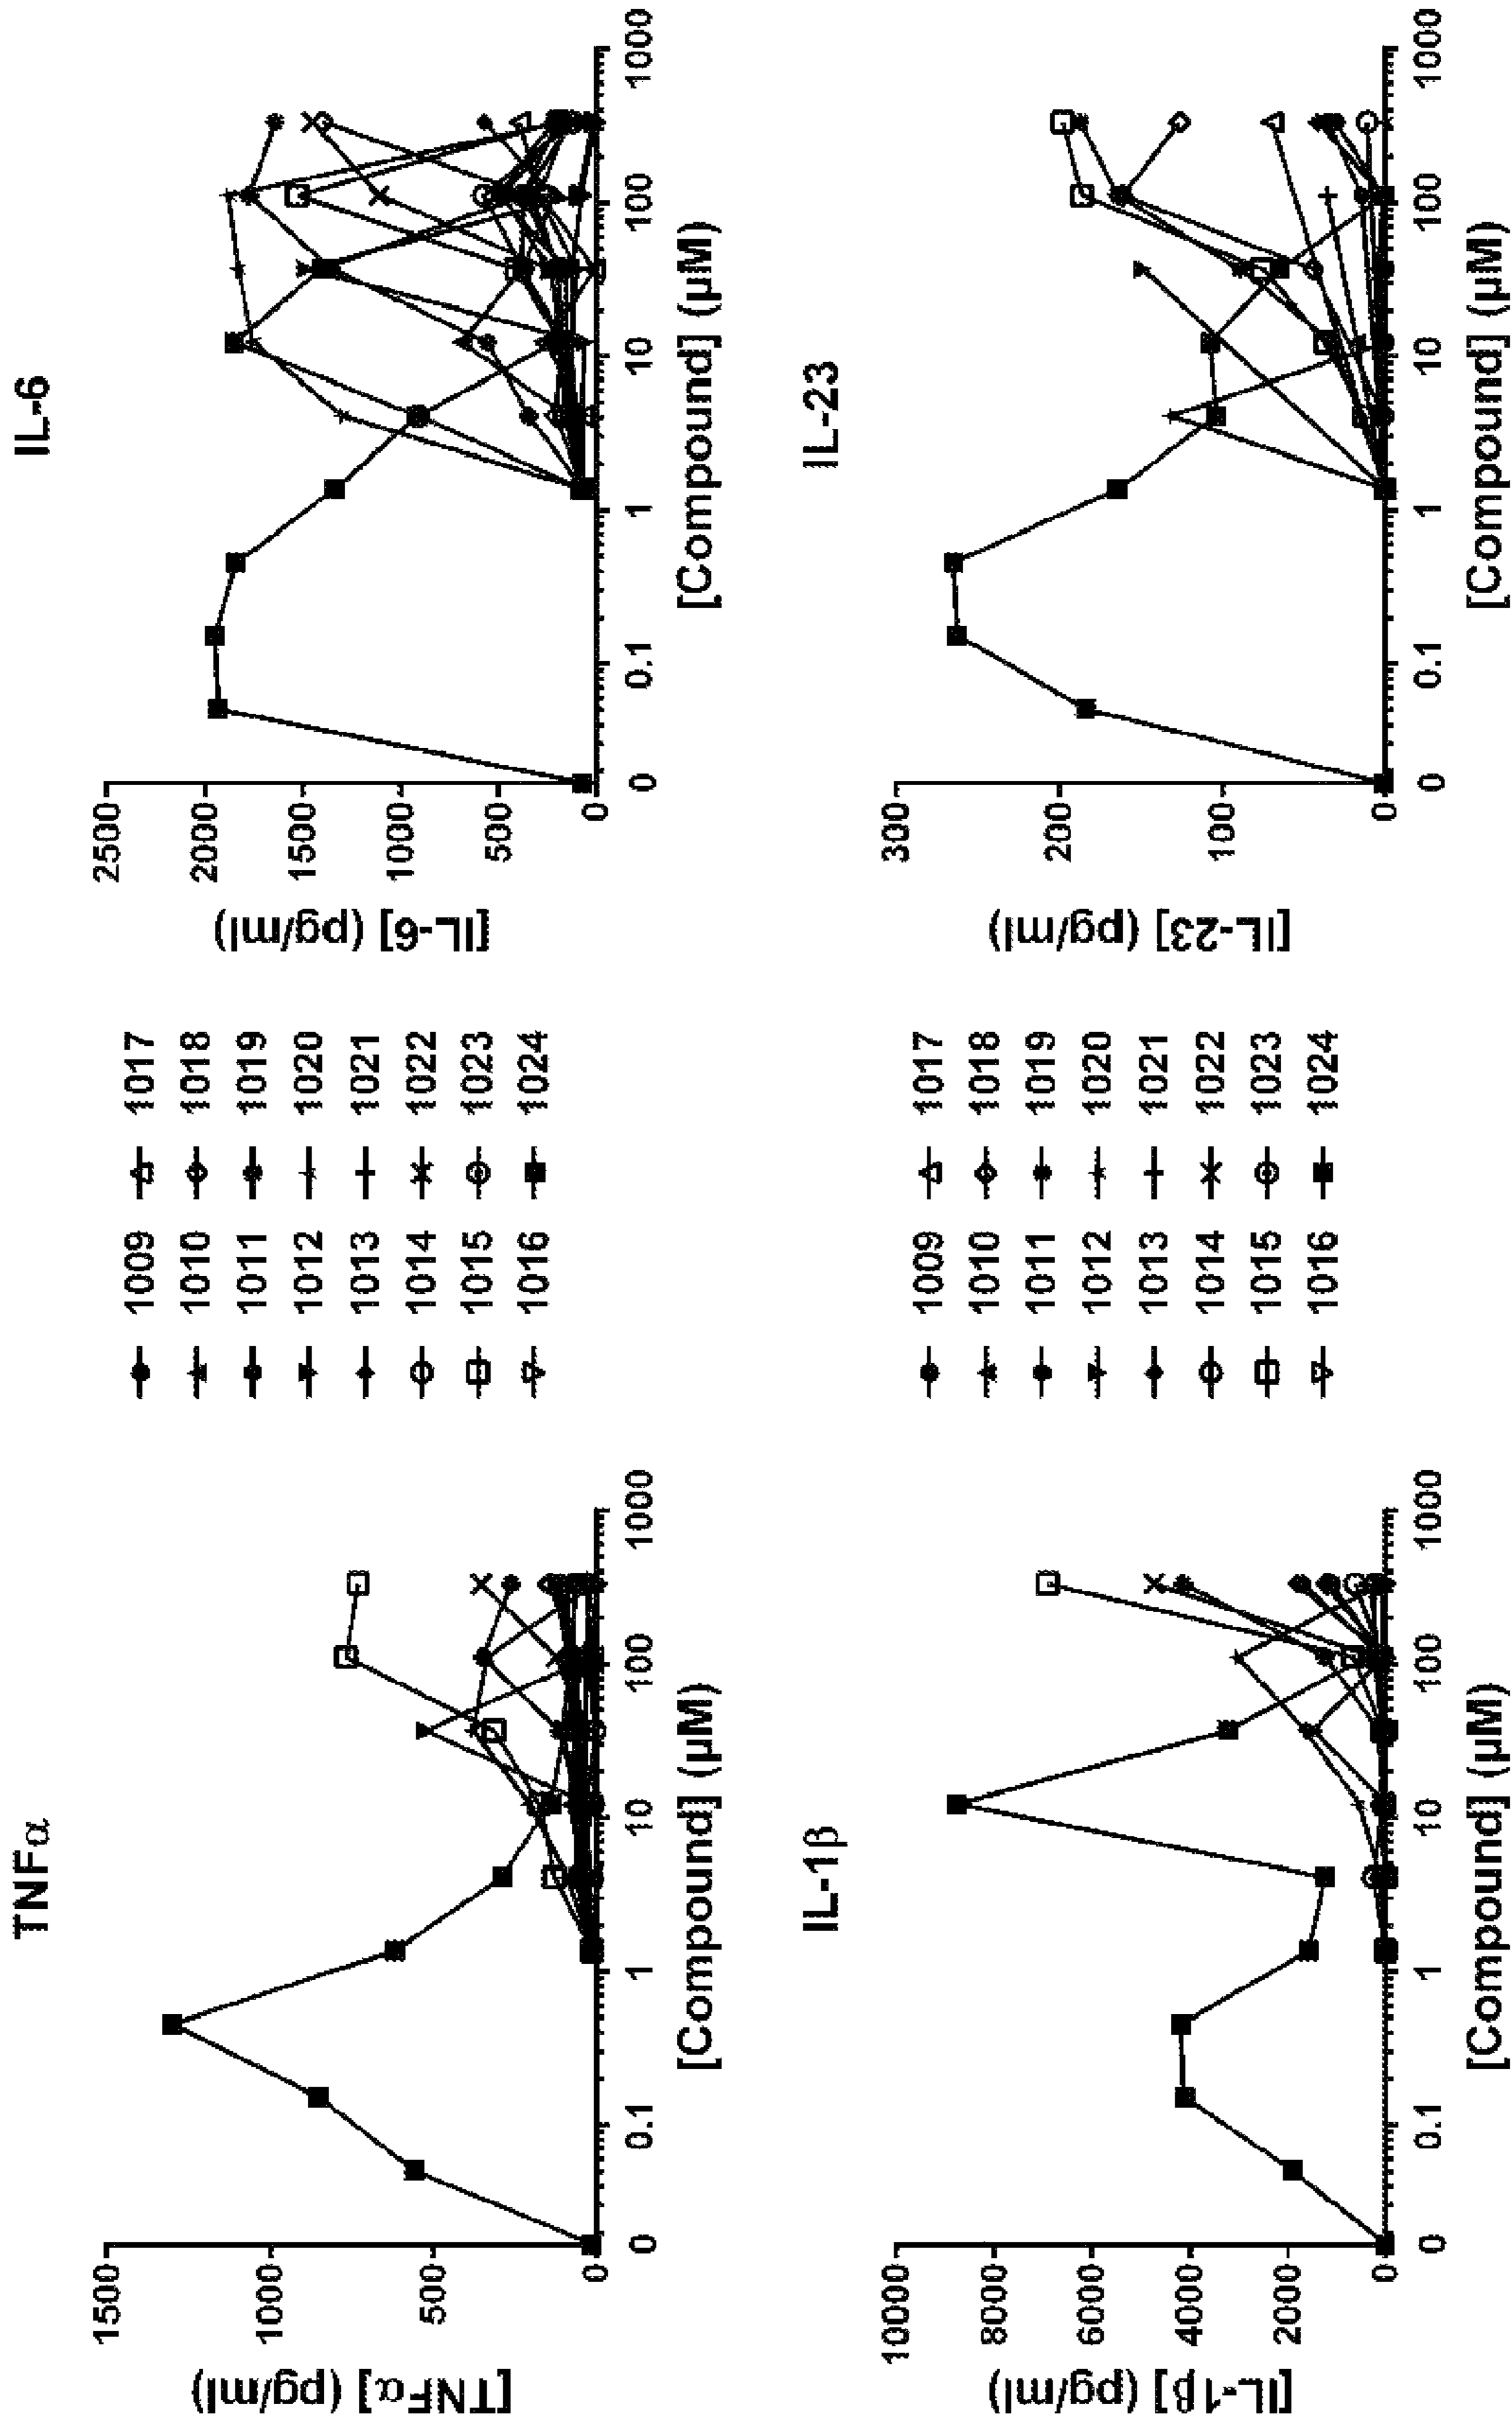 TNFα
[TNFα] (pg/ml)
1500
1000
500
0
0 0.1 1 10 100 1000
[Compound] (µM)
1009 1017
1010 1018
1011 1019
1012 1020
1013 1021
1014 1022
1015 1023
1016 1024
IL-6
[IL-6] (pg/ml)
2500
2000
1500
1000
500
0
0 0.1 1 10 100 1000
[Compound] (µM)
IL-1β
[IL-1β] (pg/ml)
10000
8000
6000
4000
2000
0
0 0.1 1 10 100 1000
[Compound] (µM)
1009 1017
1010 1018
1011 1019
1012 1020
1013 1021
1014 1022
1015 1023
1016 1024
IL-23
[IL-23] (pg/ml)
300
200
100
0
0 0.1 1 10 100 1000
[Compound] (µM)